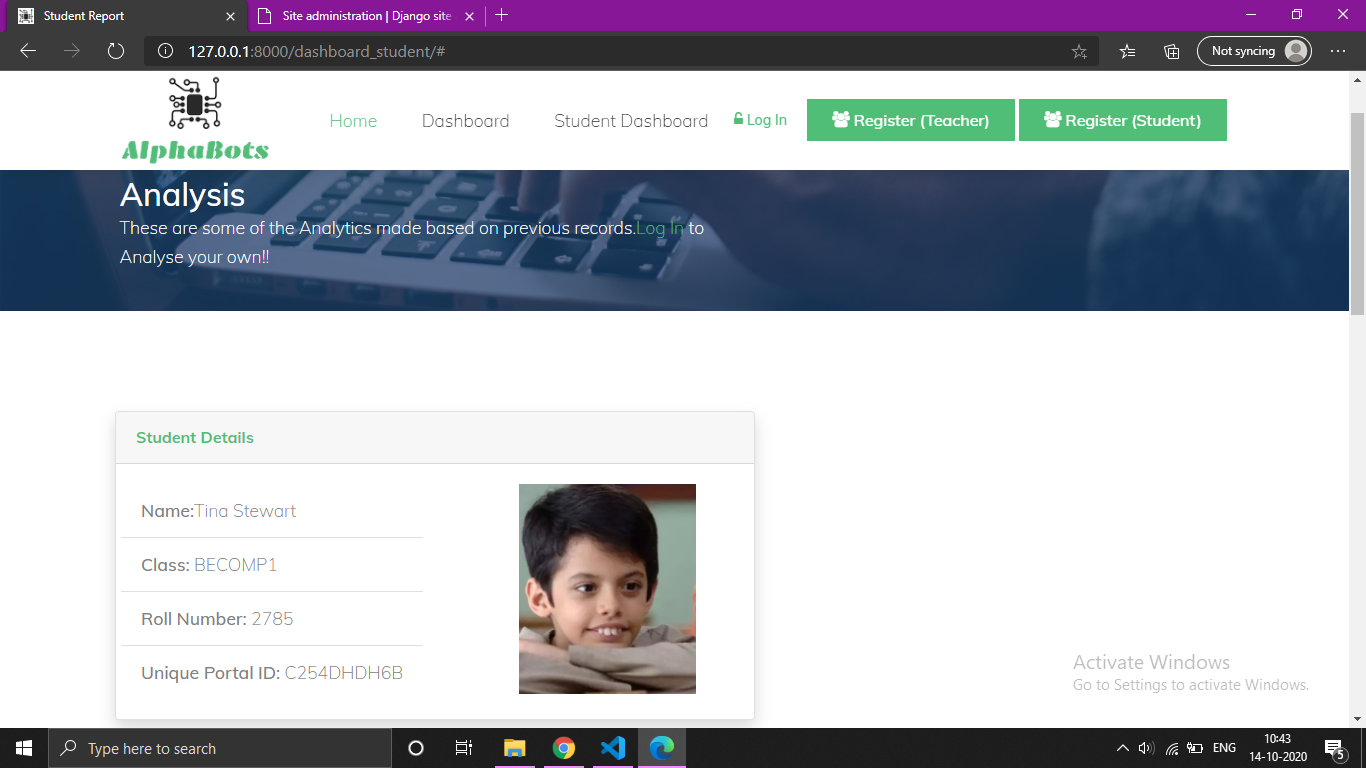 Student Report
Site administration | Django site
127.0.0.1:8000/dashboard_student/#
Not syncing
AlphaBots
Home
Dashboard
Student Dashboard
Log In
Register (Teacher)
Register (Student)
Analysis
These are some of the Analytics made based on previous records.Log In to
Analyse your own!!
Student Details
Name:Tina Stewart
Class: BECOMP1
Roll Number: 2785
Unique Portal ID: C254DHDH6B
Activate Windows
Go to Settings to activate Windows.
Type here to search
ENG
10:43
14-10-2020
5